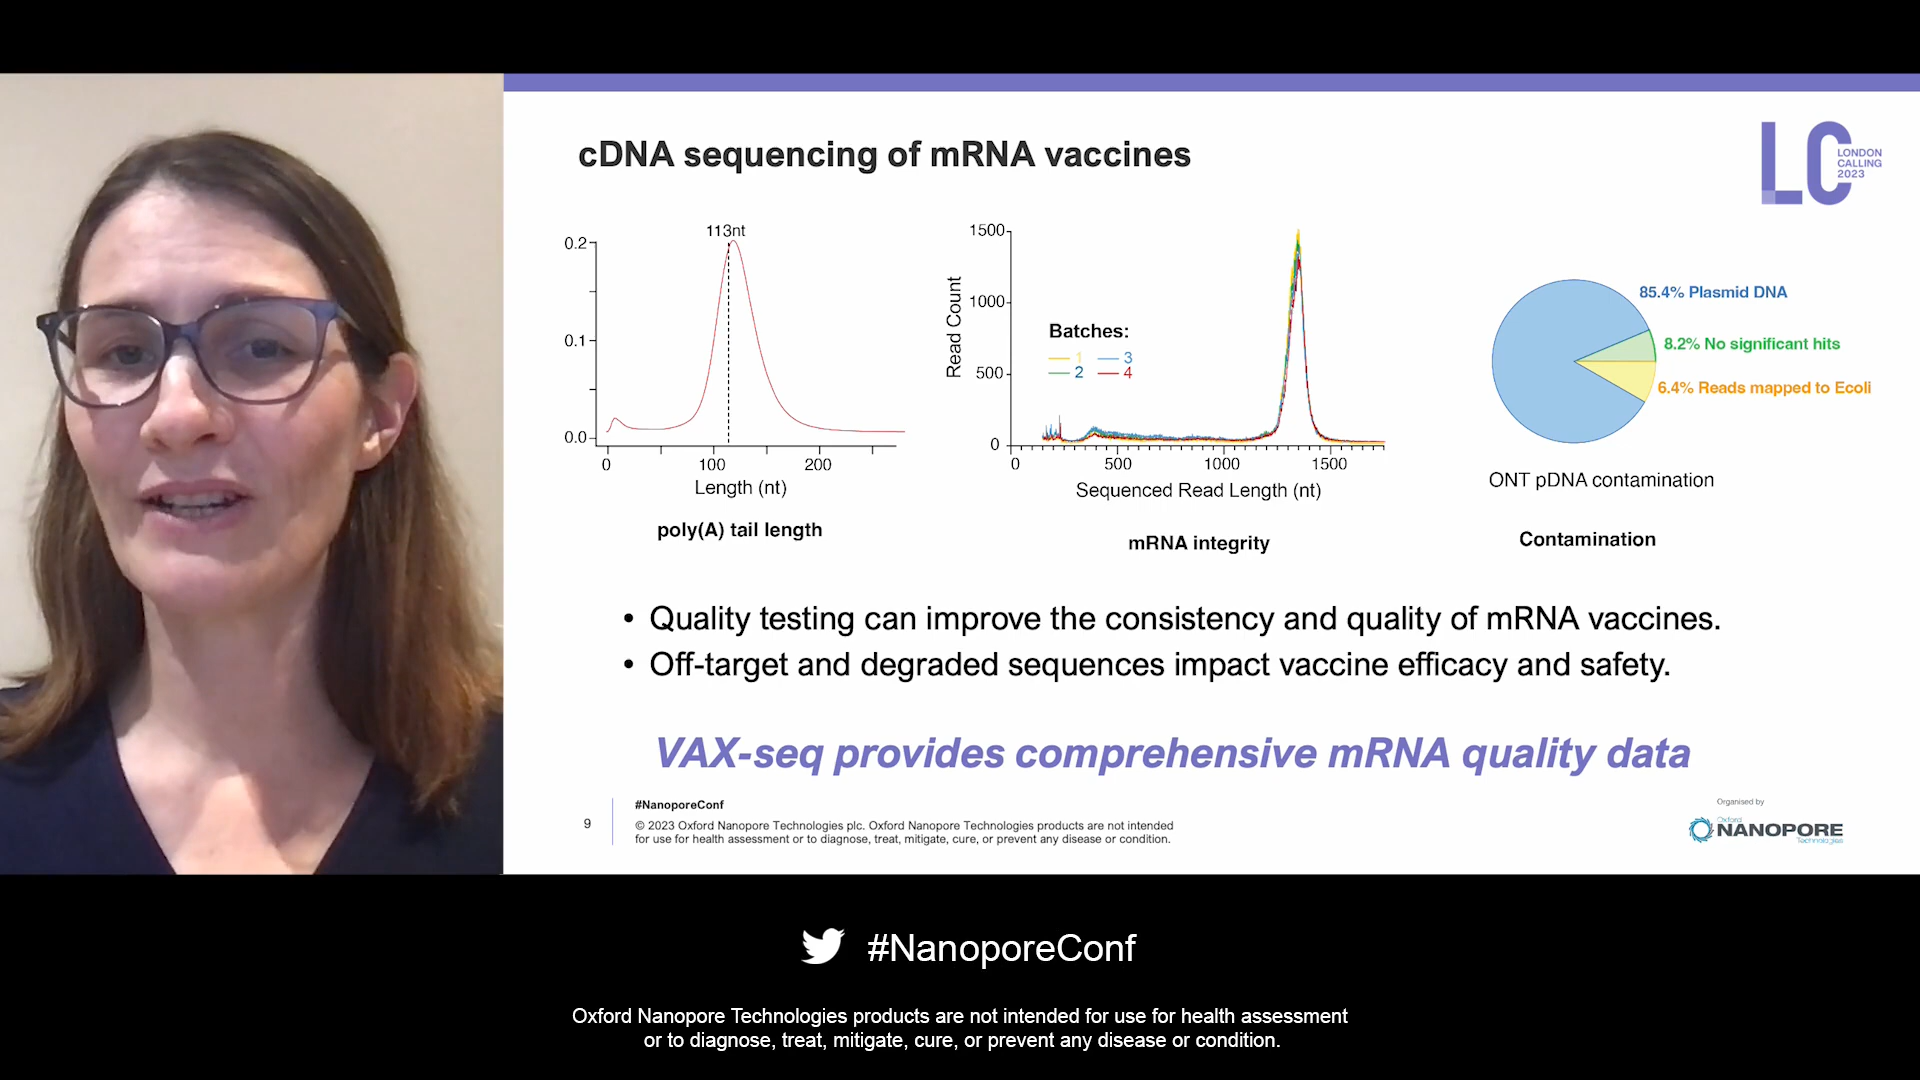 cDNA sequencing of mRNA vaccines
LC
LONDON
CALLING
2023
113nt
0.2
0.1
0.0
0 100 200
Length (nt)
poly(A) tail length
Read Count
1500
1000
500
0
Batches:
1 3
2 4
0 500 1000 1500
Sequenced Read Length (nt)
mRNA integrity
85.4% Plasmid DNA
8.2% No significant hits
6.4% Reads mapped to Ecoli
ONT pDNA contamination
Contamination
• Quality testing can improve the consistency and quality of mRNA vaccines.
• Off-target and degraded sequences impact vaccine efficacy and safety.
VAX-seq provides comprehensive mRNA quality data
9
#NanoporeConf
© 2023 Oxford Nanopore Technologies plc. Oxford Nanopore Technologies products are not intended
for use for health assessment or to diagnose, treat, mitigate, cure, or prevent any disease or condition.
Organised by
Oxford
NANOPORE
Technologies
#NanoporeConf
Oxford Nanopore Technologies products are not intended for use for health assessment
or to diagnose, treat, mitigate, cure, or prevent any disease or condition.